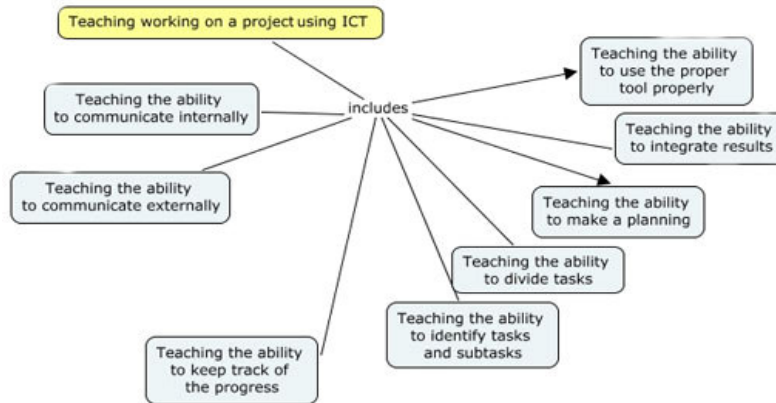 Teaching working on a project using ICT
Teaching the ability
to use the proper
tool properly
Teaching the ability
to communicate internally
includes
Teaching the ability
to integrate results
Teaching the ability
to communicate externally
Teaching the ability
to make a planning
Teaching the ability
to divide tasks
Teaching the ability
to identify tasks
and subtasks
Teaching the ability
to keep track of
the progress